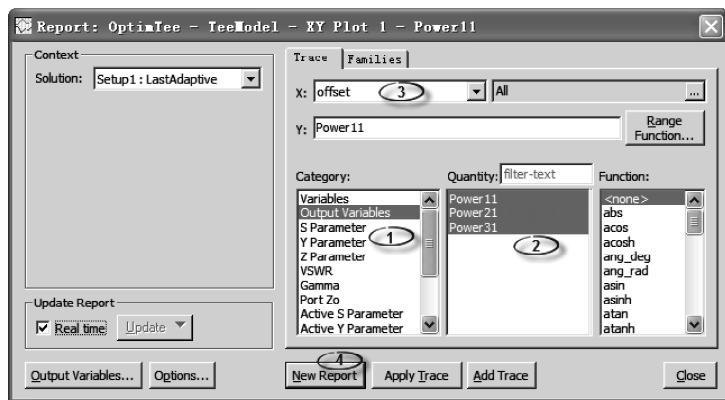 Report: OptimTee - TeeModel - XY Plot 1 - Power11
Context
Solution: Setup1 : LastAdaptive
Trace Families
X: offset 3 All ...
Y: Power11 Range Function...
Category: Quantity: filter-text Function:
Variables
Output Variables
S Parameter
Y Parameter
Z Parameter
VSWR
Gamma
Port Zo
Active S Parameter
Active Y Parameter
1
Power11
Power21
Power31
2
<none>
abs
acos
acosh
ang_deg
ang_rad
asin
asinh
atan
atanh
Update Report
Real time Update
4
Output Variables... Options... New Report Apply Trace Add Trace Close